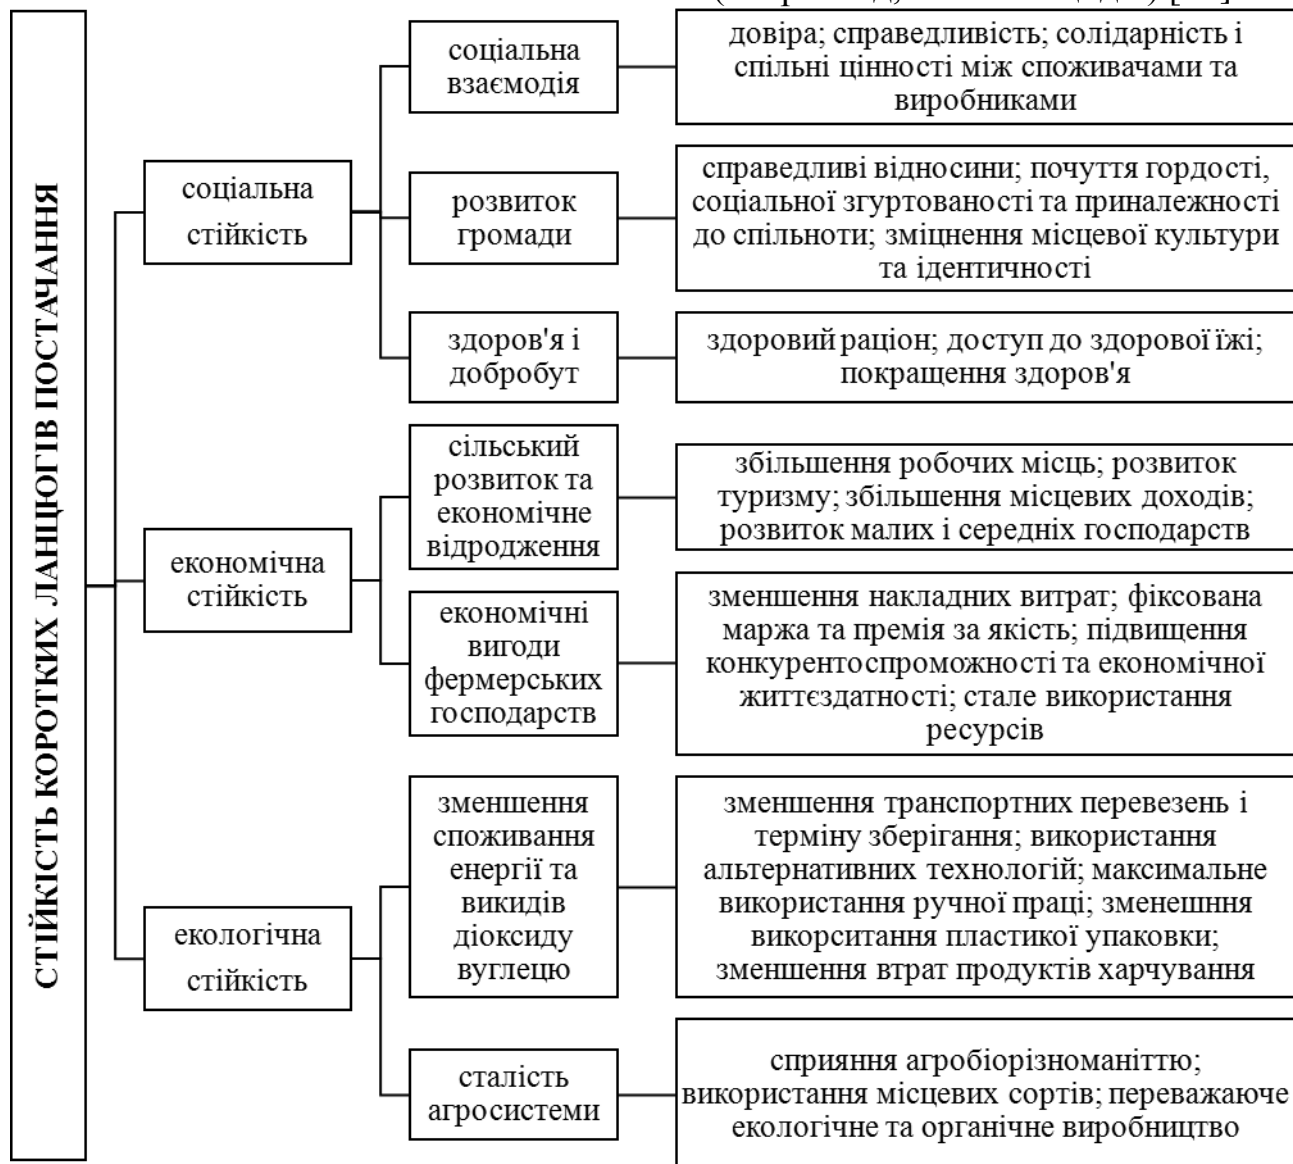 СТІЙКІСТЬ КОРОТКИХ ЛАНЦЮГІВ ПОСТАЧАННЯ
соціальна
стійкість
соціальна
взаємодія
довіра; справедливість; солідарність і
спільні цінності між споживачами та
виробниками
розвиток
громади
справедливі відносини; почуття гордості,
соціальної згуртованості та приналежності
до спільноти; зміцнення місцевої культури
та ідентичності
здоров'я і
добробут
здоровий раціон; доступ до здорової їжі;
покращення здоров'я
економічна
стійкість
сільський
розвиток та
економічне
відродження
збільшення робочих місць; розвиток
туризму; збільшення місцевих доходів;
розвиток малих і середніх господарств
економічні
вигоди
фермерських
господарств
зменшення накладних витрат; фіксована
маржа та премія за якість; підвищення
конкурентоспроможності та економічної
життєздатності; стале використання
ресурсів
екологічна
стійкість
зменшення
споживання
енергії та
викидів
діоксиду
вуглецю
зменшення транспортних перевезень і
терміну зберігання; використання
альтернативних технологій; максимальне
використання ручної праці; зменешння
викорситання пластикої упаковки;
зменшення втрат продуктів харчування
сталість
агросистеми
сприяння агробіорізноманіттю;
використання місцевих сортів; переважаюче
екологічне та органічне виробництво